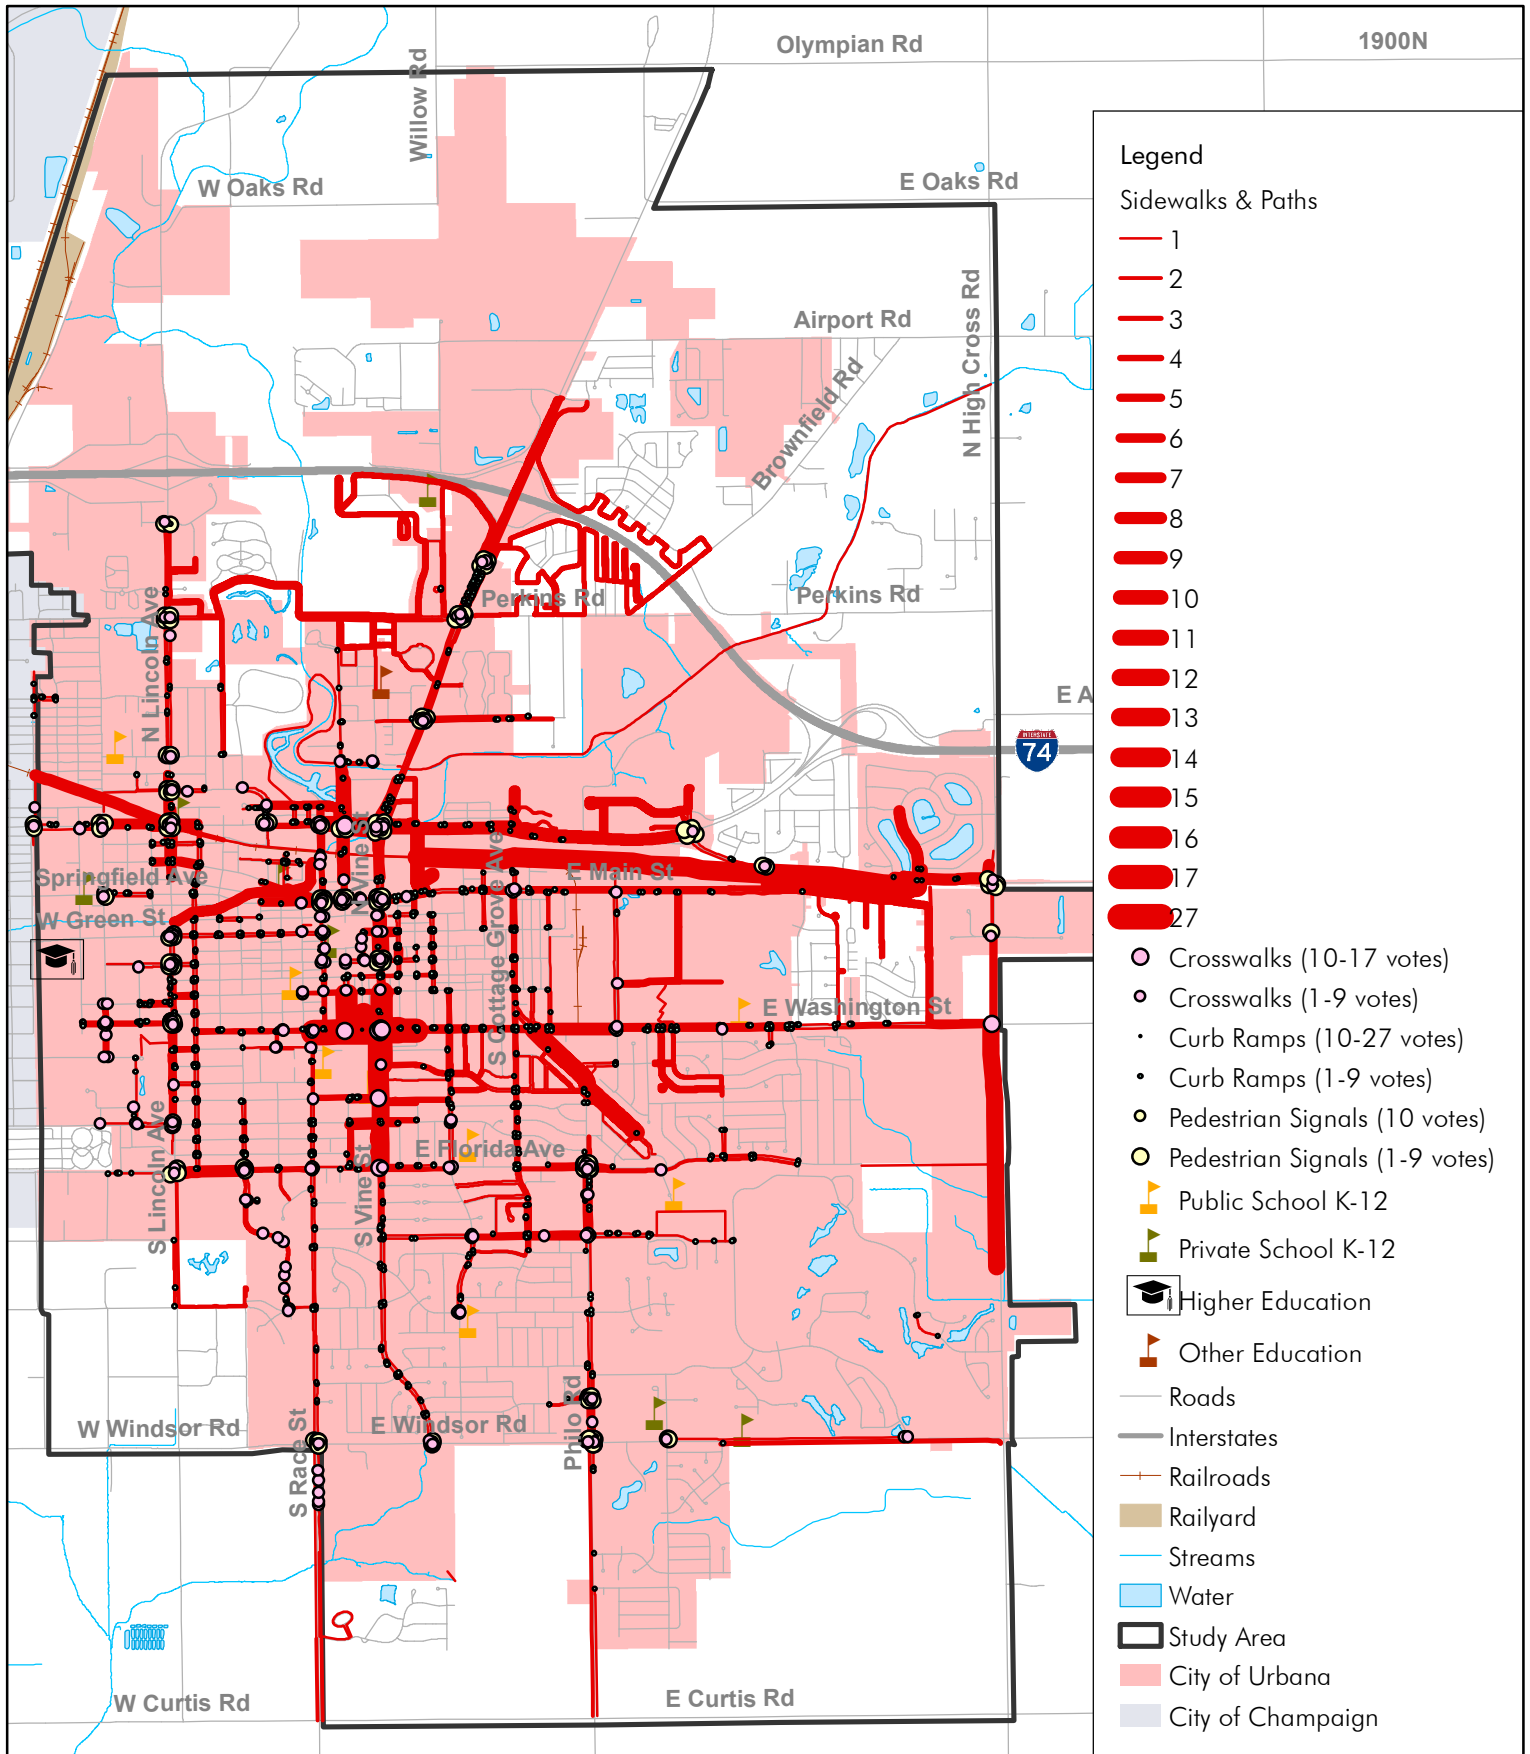 Olympian Rd
1900N
Willow Rd
W Oaks Rd
E Oaks Rd
Airport Rd
N High Cross Rd
Brownfield Rd
Perkins Rd
Perkins Rd
N Lincoln Ave
E A
INTERSTATE
74
N Vine St
Springfield Ave
E Main St
W Green St
S Cottage Grove Ave
E Washington St
S Lincoln Ave
E Florida Ave
S Vine St
W Windsor Rd
S Race St
E Windsor Rd
Philo Rd
W Curtis Rd
E Curtis Rd
Legend
Sidewalks & Paths
1
2
3
4
5
6
7
8
9
10
11
12
13
14
15
16
17
27
Crosswalks (10-17 votes)
Crosswalks (1-9 votes)
Curb Ramps (10-27 votes)
Curb Ramps (1-9 votes)
Pedestrian Signals (10 votes)
Pedestrian Signals (1-9 votes)
Public School K-12
Private School K-12
Higher Education
Other Education
Roads
Interstates
Railroads
Railyard
Streams
Water
Study Area
City of Urbana
City of Champaign